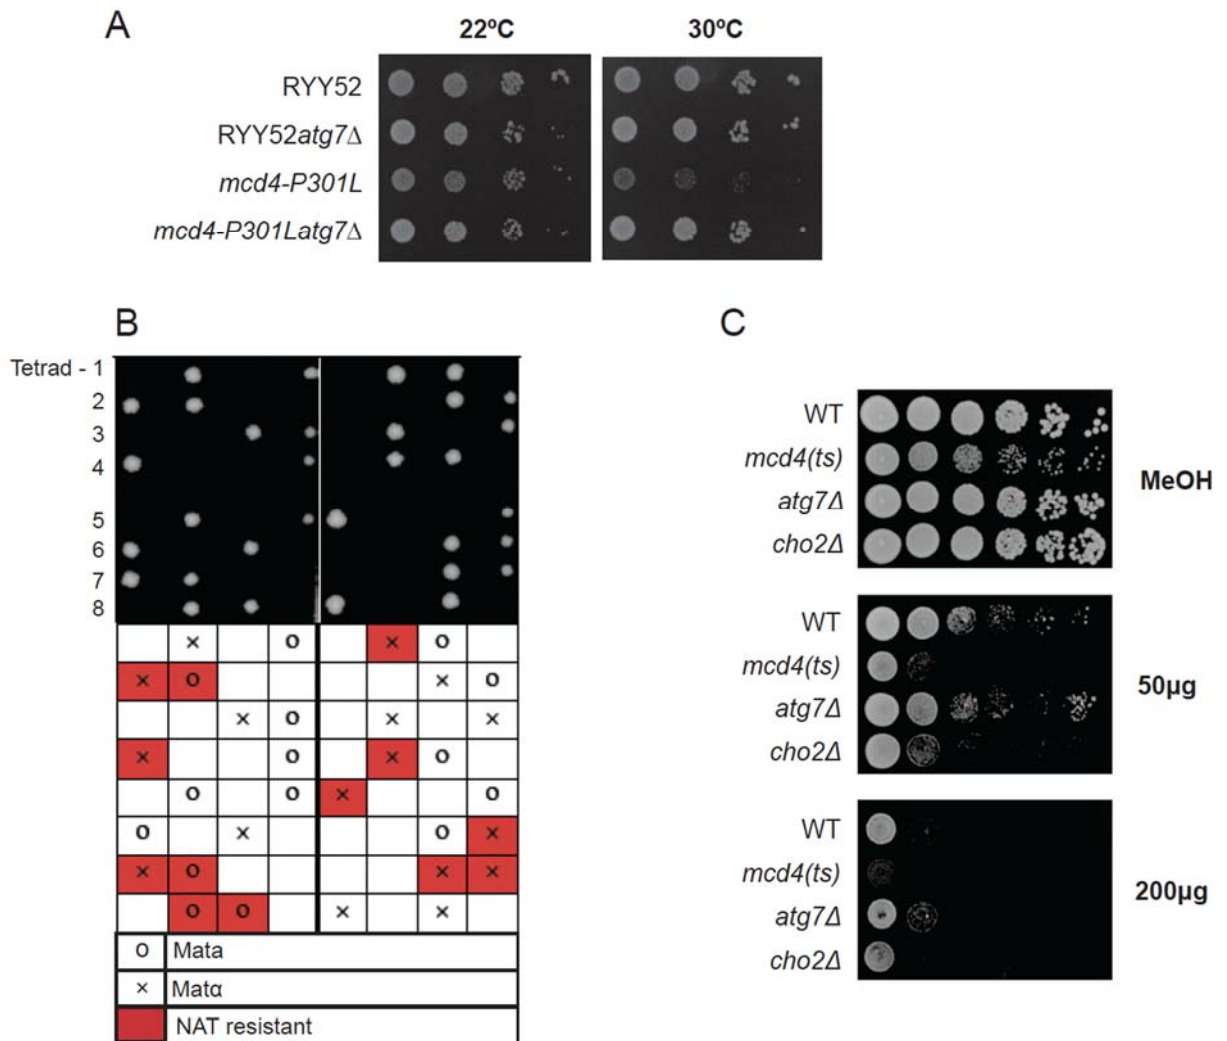 A
22ºC
30ºC
RYY52
RYY52atg7Δ
mcd4-P301L
mcd4-P301Latg7Δ
B
Tetrad - 1
2
3
4
5
6
7
8
x o x o
x o x o
x o x x
x o x o
o o x o
o x o x
x o x x
o o x x
o Mata
x Matα
NAT resistant
C
WT
mcd4(ts)
atg7Δ
cho2Δ
MeOH
WT
mcd4(ts)
atg7Δ
cho2Δ
50µg
WT
mcd4(ts)
atg7Δ
cho2Δ
200µg